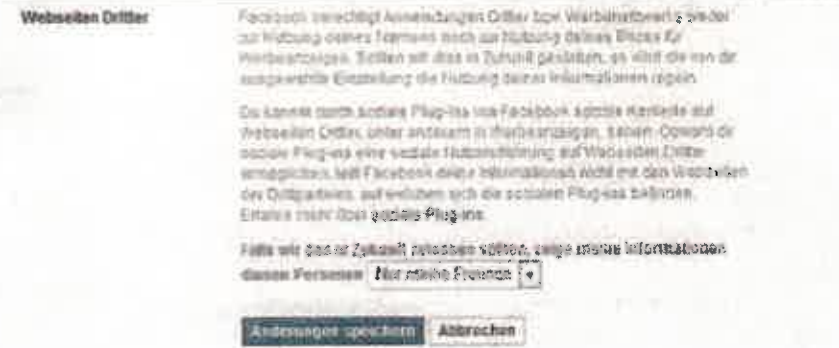 Webseiten Dritter
Facebook berechtigt Anwendungen Dritter bzw. Werbenetzwerke weder
zur Nutzung deines Namens noch zur Nutzung deines Bildes für
Werbeanzeigen. Sollten wir dies in Zukunft gestatten, so wird die von dir
ausgewählte Einstellung die Nutzung deiner Informationen regeln.
Du kannst durch soziale Plug-ins von Facebook soziale Kontexte auf
Webseiten Dritter, unter anderem in Werbeanzeigen, sehen. Obwohl dir
soziale Plug-ins eine soziale Nutzererfahrung auf Webseiten Dritter
ermöglichen, teilt Facebook deine Informationen nicht mit den Webseiten
der Drittparteien, auf welchen sich die sozialen Plug-ins befinden.
Erfahre mehr über soziale Plug-ins.
Falls wir das in Zukunft zulassen sollten, zeige meine Informationen
diesen Personen Nur meine Freunde
Änderungen speichern Abbrechen